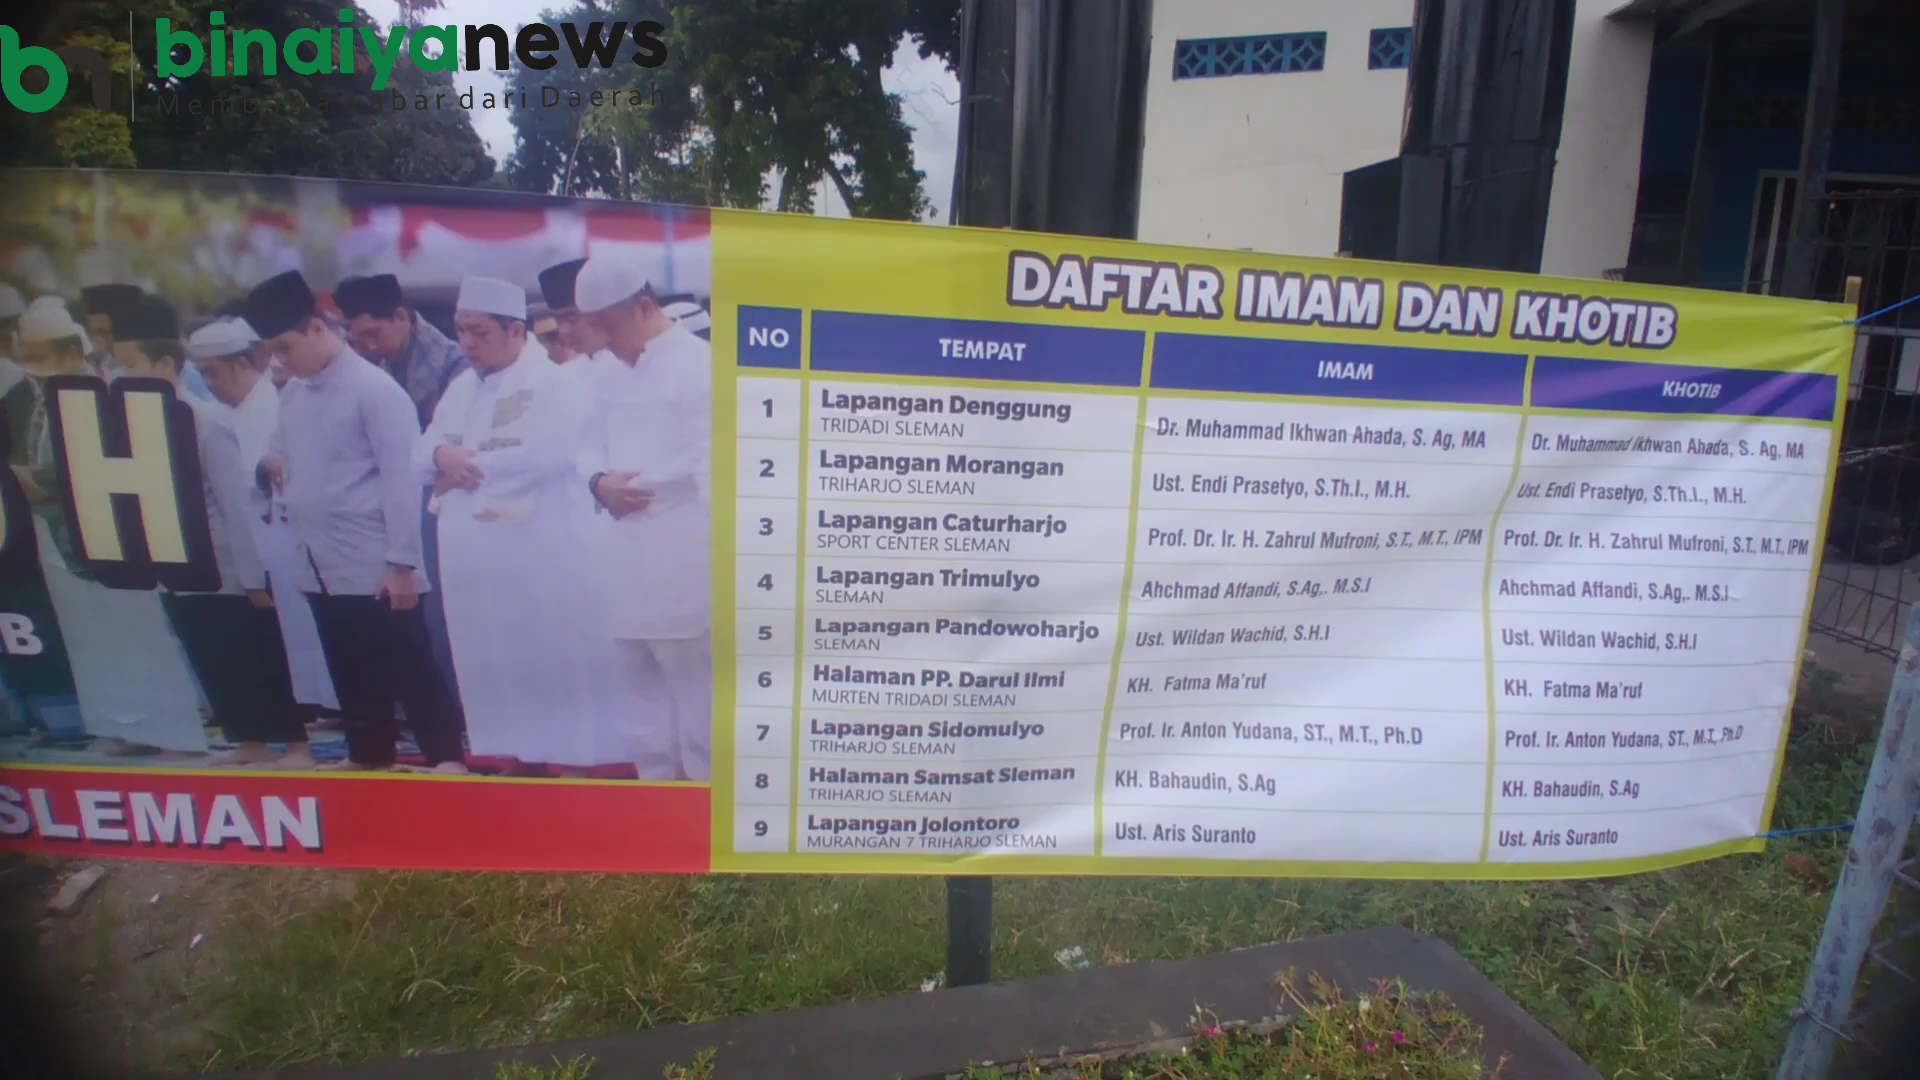 binaiyanews
Membawa Kabar dari Daerah
H
B
SLEMAN
DAFTAR IMAM DAN KHOTIB
NO TEMPAT IMAM KHOTIB
1 Lapangan Denggung Dr. Muhammad Ikhwan Ahada, S. Ag, MA Dr. Muhammad Ikhwan Ahada, S. Ag, MA
TRIDADI SLEMAN
2 Lapangan Morangan Ust. Endi Prasetyo, S.Th.I., M.H. Ust. Endi Prasetyo, S.Th.I., M.H.
TRIHARJO SLEMAN
3 Lapangan Caturharjo Prof. Dr. Ir. H. Zahrul Mufroni, S.T., M.T., IPM Prof. Dr. Ir. H. Zahrul Mufroni, S.T., M.T., IPM
SPORT CENTER SLEMAN
4 Lapangan Trimulyo Ahchmad Affandi, S.Ag,. M.S.I Ahchmad Affandi, S.Ag,. M.S.I
SLEMAN
5 Lapangan Pandowoharjo Ust. Wildan Wachid, S.H.I Ust. Wildan Wachid, S.H.I
SLEMAN
6 Halaman PP. Darul Ilmi KH. Fatma Ma'ruf KH. Fatma Ma'ruf
MURTEN TRIDADI SLEMAN
7 Lapangan Sidomulyo Prof. Ir. Anton Yudana, ST., M.T., Ph.D Prof. Ir. Anton Yudana, ST., M.T., Ph.D
TRIHARJO SLEMAN
8 Halaman Samsat Sleman KH. Bahaudin, S.Ag KH. Bahaudin, S.Ag
TRIHARJO SLEMAN
9 Lapangan Jolontoro Ust. Aris Suranto Ust. Aris Suranto
MURANGAN 7 TRIHARJO SLEMAN